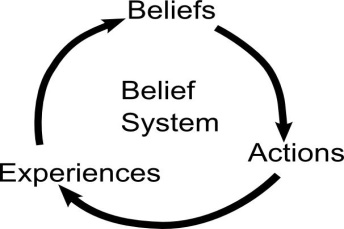 Beliefs
Belief
System
Actions
Experiences